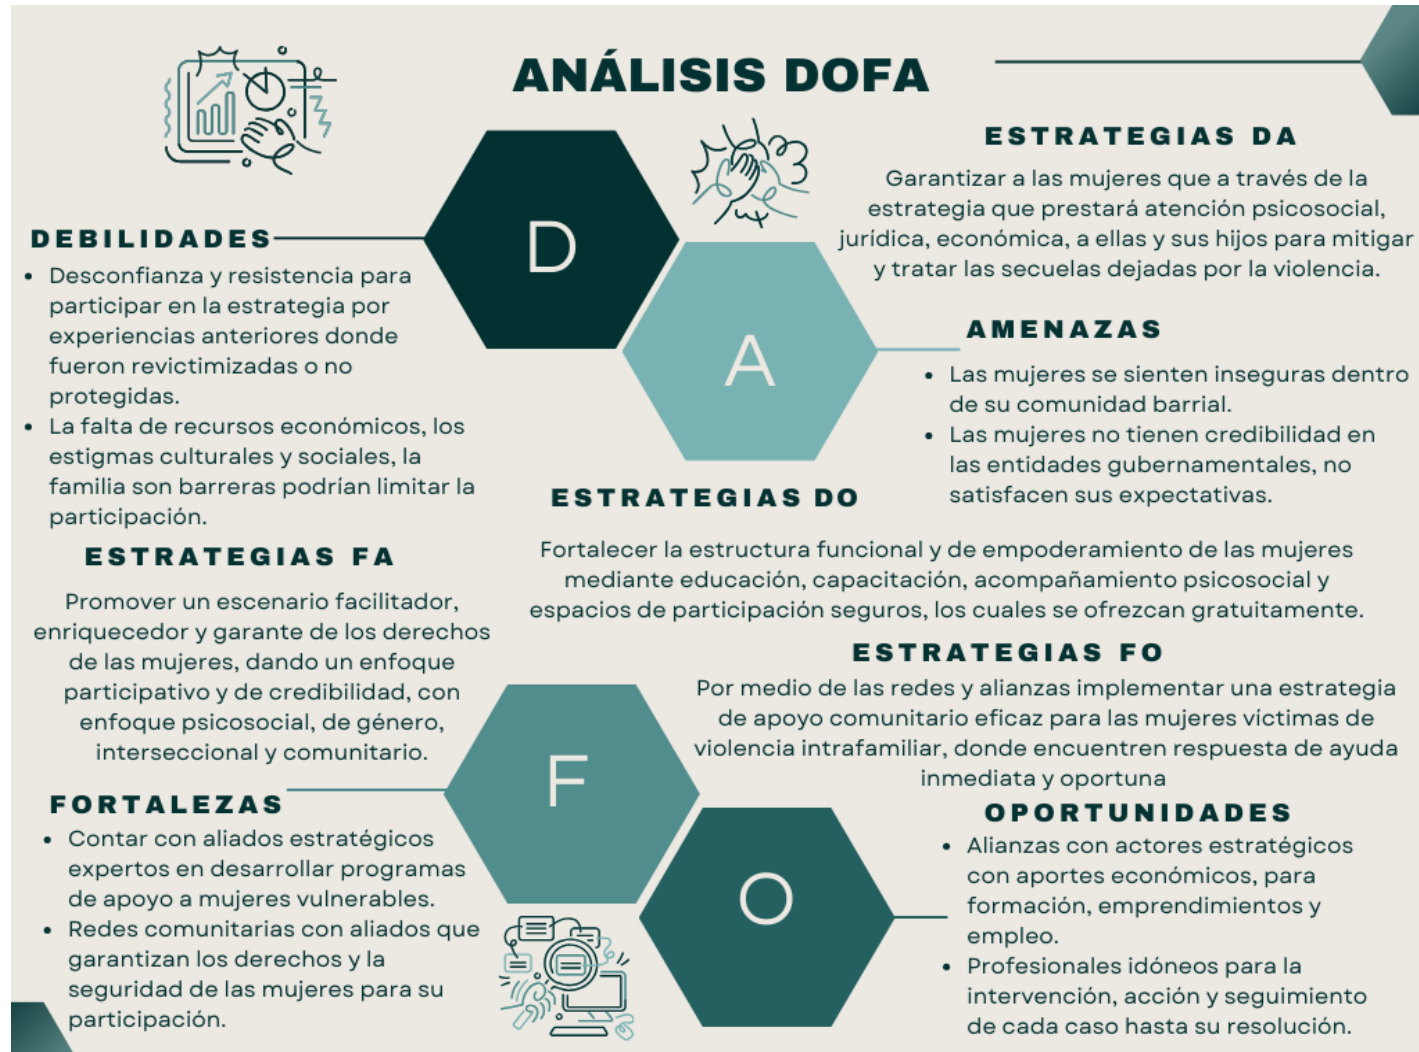 ANÁLISIS DOFA
D
A
ESTRATEGIAS DA
Garantizar a las mujeres que a través de la
estrategia que prestará atención psicosocial,
jurídica, económica, a ellas y sus hijos para mitigar
y tratar las secuelas dejadas por la violencia.
DEBILIDADES
• Desconfianza y resistencia para
participar en la estrategia por
experiencias anteriores donde
fueron revictimizadas o no
protegidas.
• La falta de recursos económicos, los
estigmas culturales y sociales, la
familia son barreras podrían limitar la
participación.
AMENAZAS
• Las mujeres se sienten inseguras dentro
de su comunidad barrial.
• Las mujeres no tienen credibilidad en
las entidades gubernamentales, no
satisfacen sus expectativas.
ESTRATEGIAS DO
Fortalecer la estructura funcional y de empoderamiento de las mujeres
mediante educación, capacitación, acompañamiento psicosocial y
espacios de participación seguros, los cuales se ofrezcan gratuitamente.
ESTRATEGIAS FA
Promover un escenario facilitador,
enriquecedor y garante de los derechos
de las mujeres, dando un enfoque
participativo y de credibilidad, con
enfoque psicosocial, de género,
interseccional y comunitario.
ESTRATEGIAS FO
Por medio de las redes y alianzas implementar una estrategia
de apoyo comunitario eficaz para las mujeres víctimas de
violencia intrafamiliar, donde encuentren respuesta de ayuda
inmediata y oportuna
F
O
FORTALEZAS
• Contar con aliados estratégicos
expertos en desarrollar programas
de apoyo a mujeres vulnerables.
• Redes comunitarias con aliados que
garantizan los derechos y la
seguridad de las mujeres para su
participación.
OPORTUNIDADES
• Alianzas con actores estratégicos
con aportes económicos, para
formación, emprendimientos y
empleo.
• Profesionales idóneos para la
intervención, acción y seguimiento
de cada caso hasta su resolución.